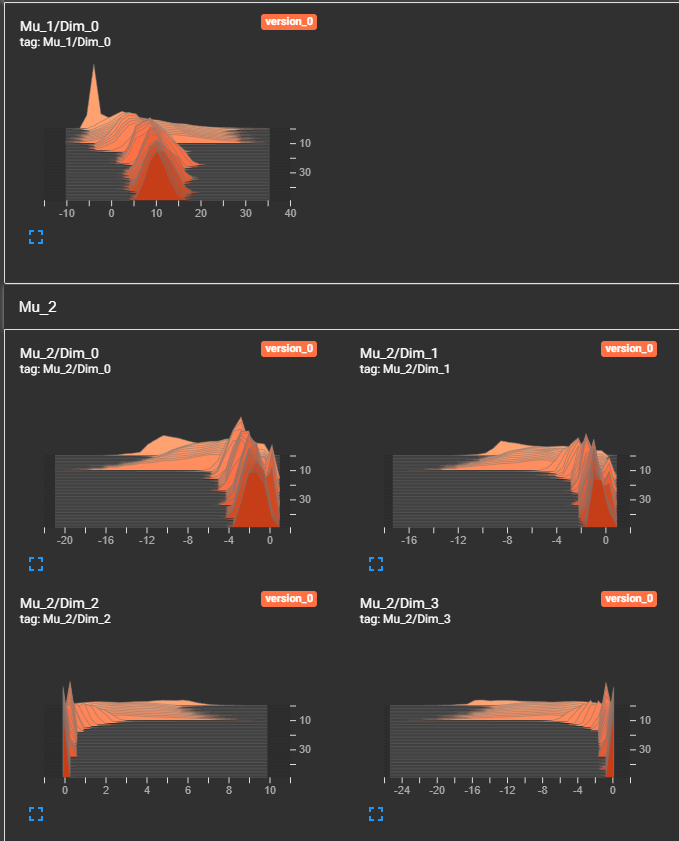 Mu_1/Dim_0 version_0
tag: Mu_1/Dim_0
10
30
-10 0 10 20 30 40
Mu_2
Mu_2/Dim_0 version_0
tag: Mu_2/Dim_0
10
30
-20 -16 -12 -8 -4 0
Mu_2/Dim_1 version_0
tag: Mu_2/Dim_1
10
30
-16 -12 -8 -4 0
Mu_2/Dim_2 version_0
tag: Mu_2/Dim_2
10
30
0 2 4 6 8 10
Mu_2/Dim_3 version_0
tag: Mu_2/Dim_3
10
30
-24 -20 -16 -12 -8 -4 0